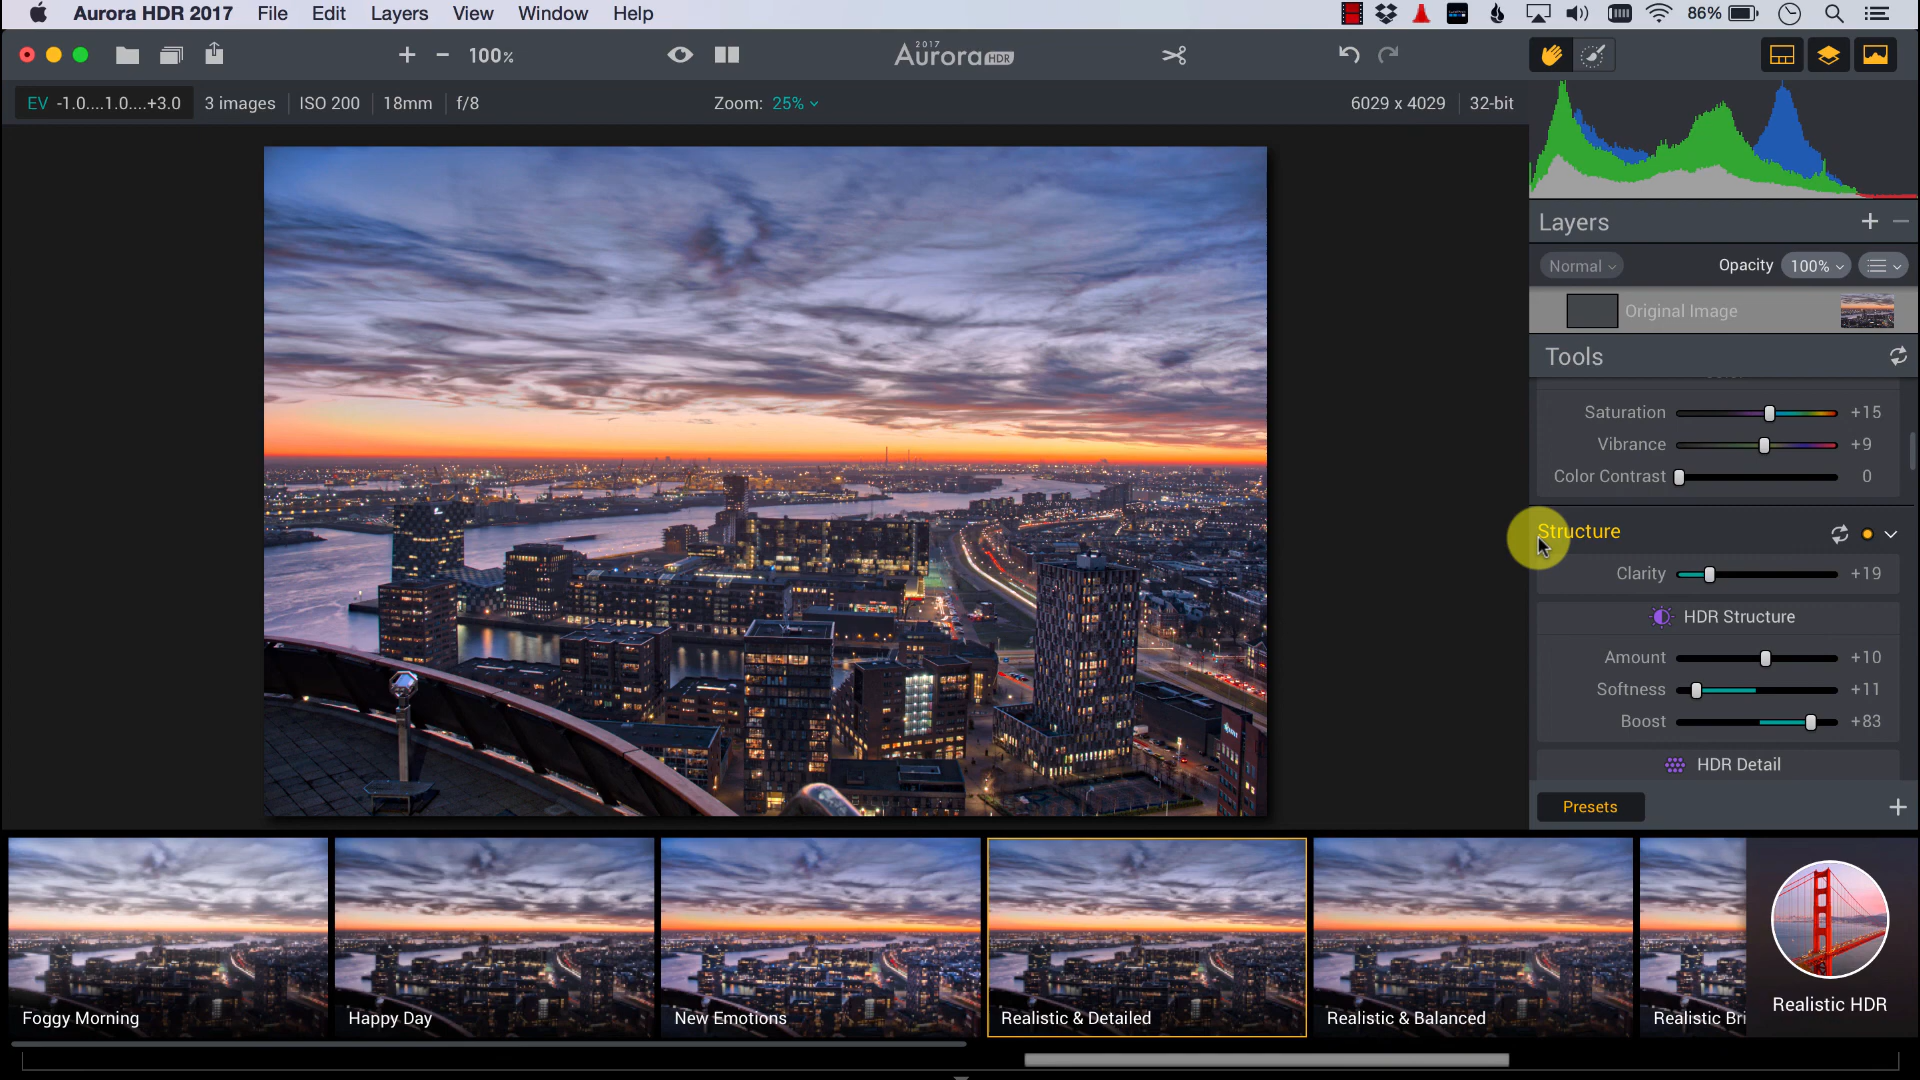 Aurora HDR 2017 File Edit Layers View Window Help 86%
100% 2017 Aurora HDR
EV -1.0....1.0....+3.0 3 images ISO 200 18mm f/8 Zoom: 25% 6029 x 4029 32-bit
Layers
Normal Opacity 100%
Original Image
Tools
Saturation +15
Vibrance +9
Color Contrast 0
Structure
Clarity +19
HDR Structure
Amount +10
Softness +11
Boost +83
HDR Detail
Presets
Foggy Morning Happy Day New Emotions Realistic & Detailed Realistic & Balanced Realistic Bri Realistic HDR